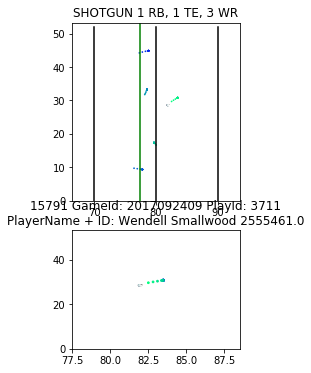 SHOTGUN 1 RB, 1 TE, 3 WR
50
40
30
20
10
0
70 80 90
15791 GameId: 2017092409 PlayId: 3711
PlayerName + ID: Wendell Smallwood 2555461.0
40
20
0
77.5 80.0 82.5 85.0 87.5